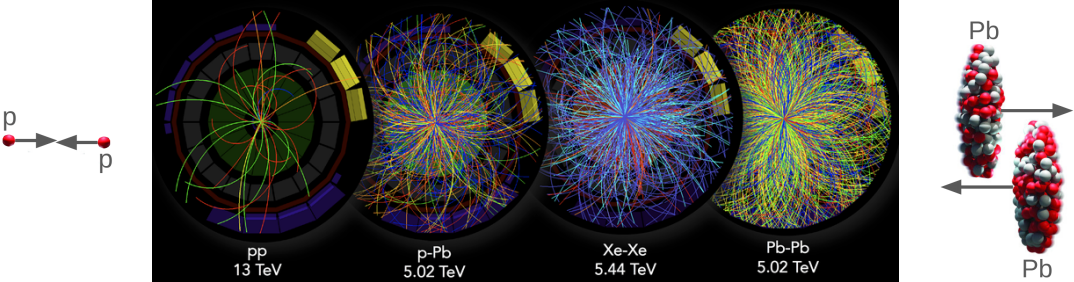 p
p
pp
13 TeV
p-Pb
5.02 TeV
Xe-Xe
5.44 TeV
Pb-Pb
5.02 TeV
Pb
Pb